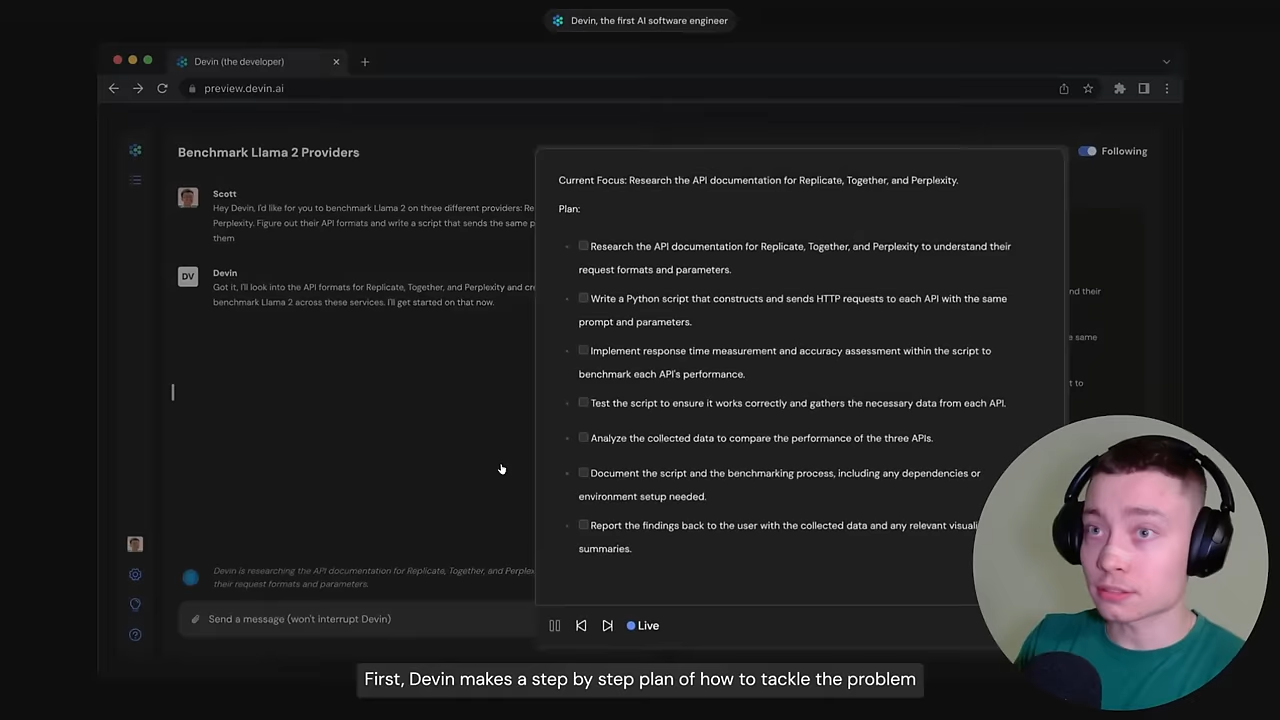 Devin, the first AI software engineer
Devin (the developer)
preview.devin.ai
Benchmark Llama 2 Providers
Following
Scott
Hey Devin, I'd like for you to benchmark Llama 2 on three different providers: Re
Perplexity. Figure out their API formats and write a script that sends the same p
them
DV
Devin
Got it, I'll look into the API formats for Replicate, Together, and Perplexity and cr
benchmark Llama 2 across these services. I'll get started on that now.
Current Focus: Research the API documentation for Replicate, Together, and Perplexity.
Plan:
Research the API documentation for Replicate, Together, and Perplexity to understand their
request formats and parameters.
Write a Python script that constructs and sends HTTP requests to each API with the same
prompt and parameters.
Implement response time measurement and accuracy assessment within the script to
benchmark each API's performance.
Test the script to ensure it works correctly and gathers the necessary data from each API.
Analyze the collected data to compare the performance of the three APIs.
Document the script and the benchmarking process, including any dependencies or
environment setup needed.
Report the findings back to the user with the collected data and any relevant
summaries.
nd their
same
to
Devin is researching the API documentation for Replicate, Together, and Perplex
their request formats and parameters.
Send a message (won't interrupt Devin)
Live
First, Devin makes a step by step plan of how to tackle the problem